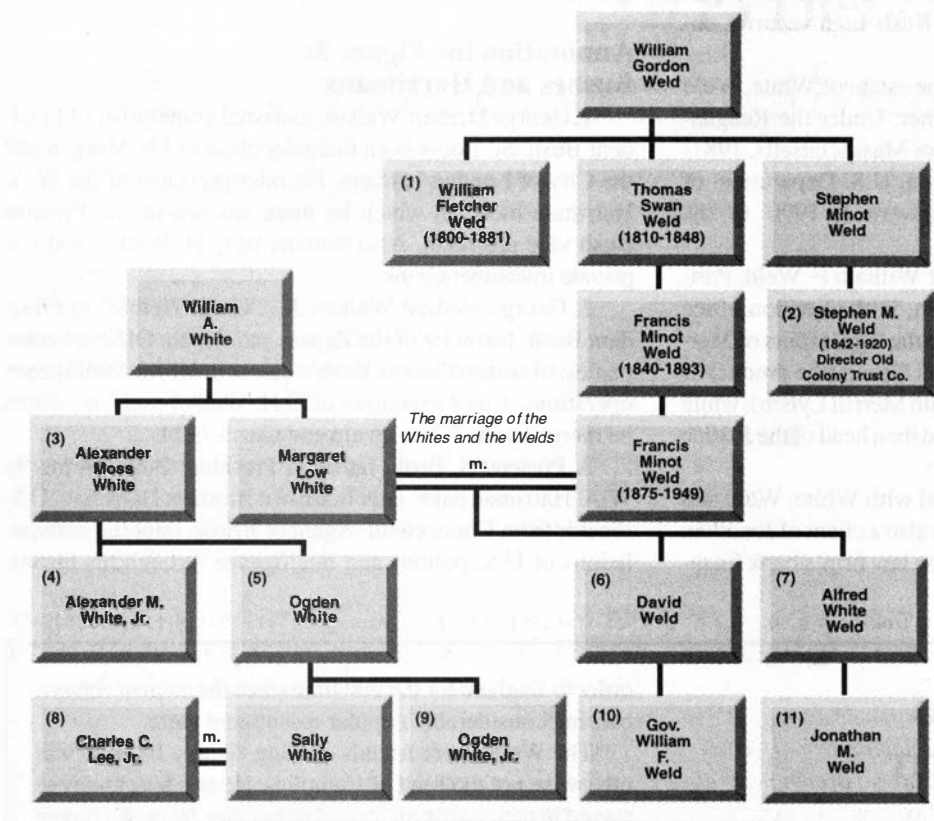 William
Gordon
Weld
(1)
William
Fletcher
Weld
(1800-1881)
Thomas
Swan
Weld
(1810-1848)
Stephen
Minot
Weld
William
A.
White
Francis
Minot
Weld
(1840-1893)
(2) Stephen M.
Weld
(1842-1920)
Director Old
Colony Trust Co.
(3)
Alexander
Moss
White
Margaret
Low
White
The marriage of the
Whites and the Welds
m.
Francis
Minot
Weld
(1875-1949)
(4)
Alexander M.
White, Jr.
(5)
Ogden
White
(6)
David
Weld
(7)
Alfred
White
Weld
(8)
Charles C.
Lee, Jr.
m.
Sally
White
(9)
Ogden
White, Jr.
(10)
Gov.
William
F.
Weld
(11)
Jonathan
M.
Weld